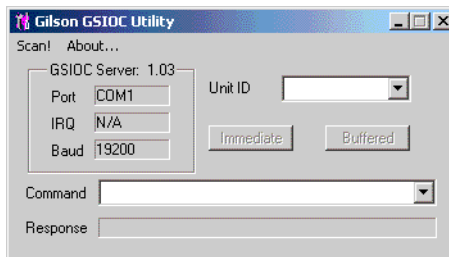 Gilson GSIOC Utility
Scan! About...
GSIOC Server: 1.03
Port COM1
Unit ID
IRQ N/A
Immediate Buffered
Baud 19200
Command
Response